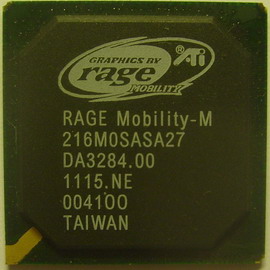 GRAPHICS BY
rage
MOBILITY
ATi
RAGE Mobility-M
216M0SASA27
DA3284.00
1115.NE
004100
TAIWAN